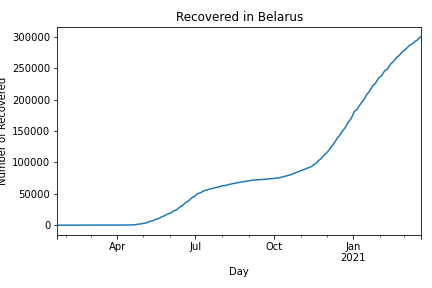 Recovered in Belarus
Number of Recovered
300000
250000
200000
150000
100000
50000
0
Apr
Jul
Oct
Jan
2021
Day